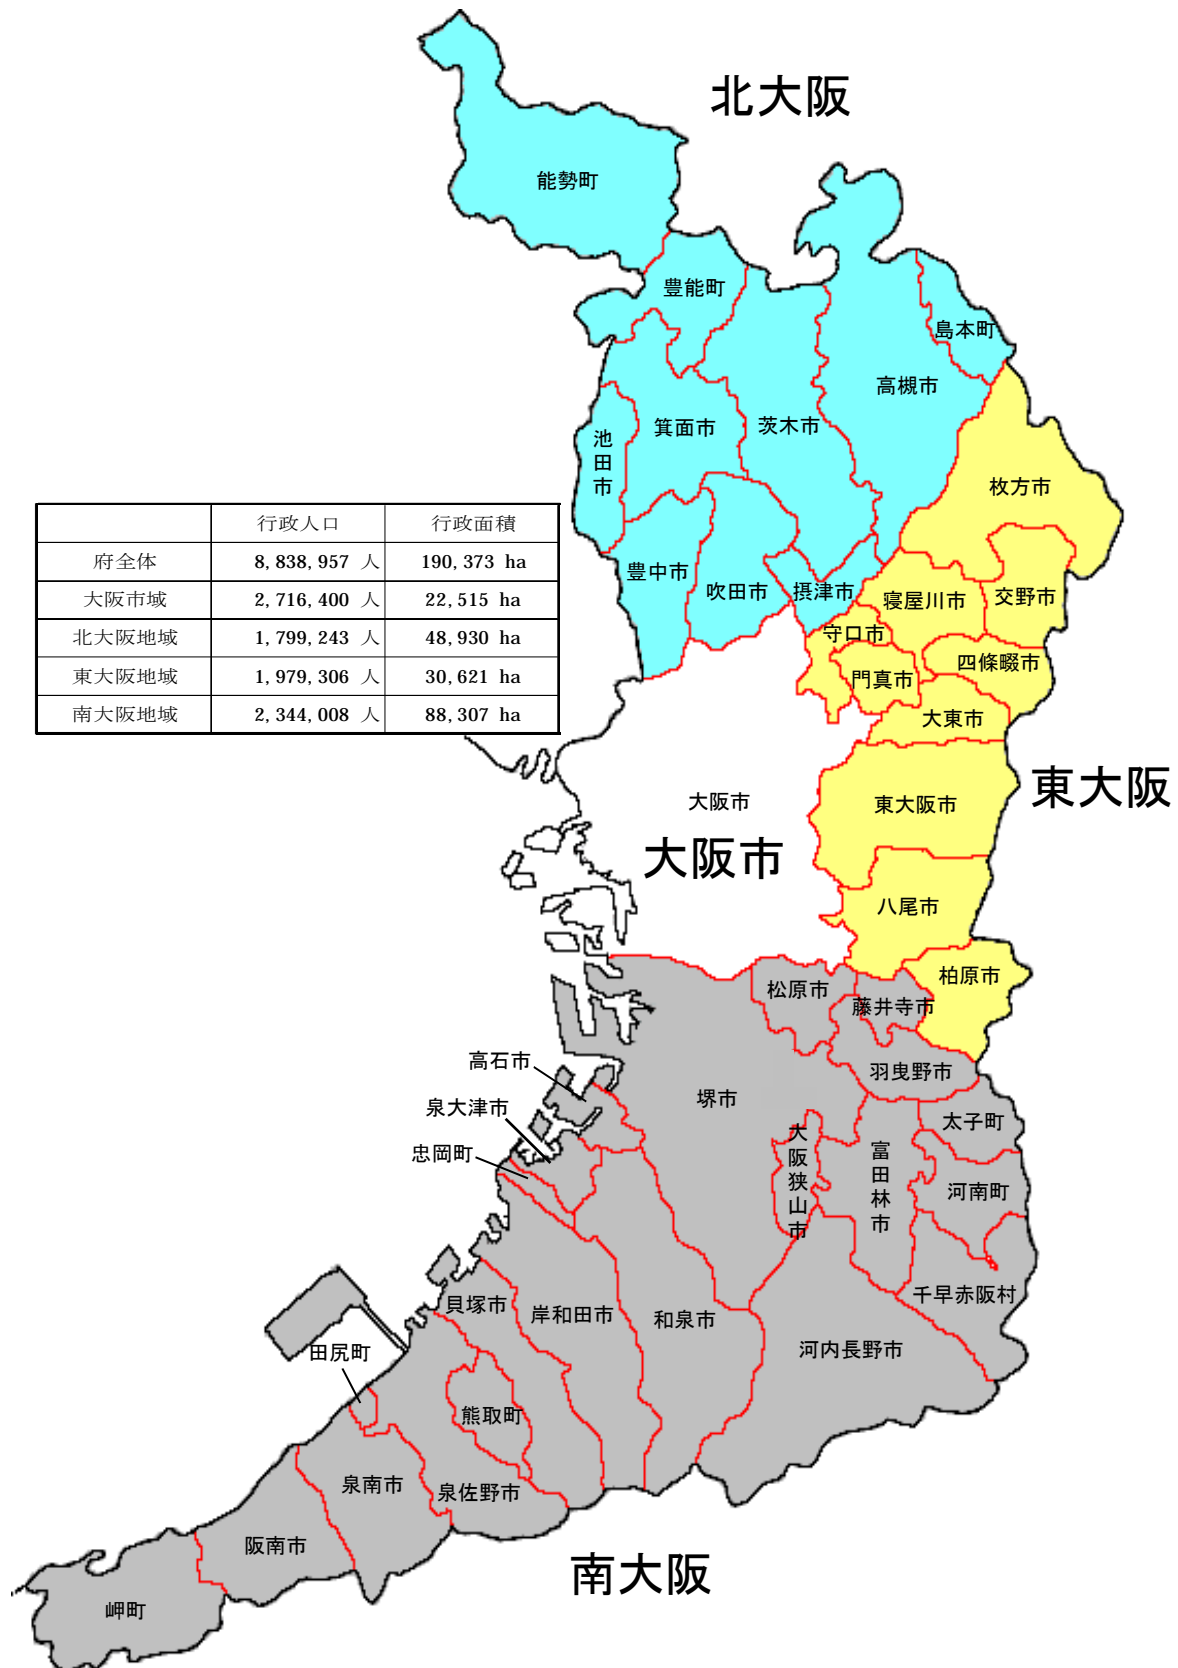 北大阪
能勢町
豊能町
島本町
高槻市
茨木市
箕面市
池田市
枚方市
豊中市
吹田市
摂津市
寝屋川市
交野市
守口市
四條畷市
門真市
大東市
行政人口 行政面積
府全体 8,838,957 人 190,373 ha
大阪市域 2,716,400 人 22,515 ha
北大阪地域 1,799,243 人 48,930 ha
東大阪地域 1,979,306 人 30,621 ha
南大阪地域 2,344,008 人 88,307 ha
東大阪
大阪市
東大阪市
大阪市
八尾市
柏原市
松原市
藤井寺市
高石市
羽曳野市
堺市
泉大津市
太子町
忠岡町
大阪狭山市
富田林市
河南町
千早赤阪村
貝塚市
岸和田市
和泉市
河内長野市
田尻町
熊取町
泉南市
泉佐野市
阪南市
南大阪
岬町